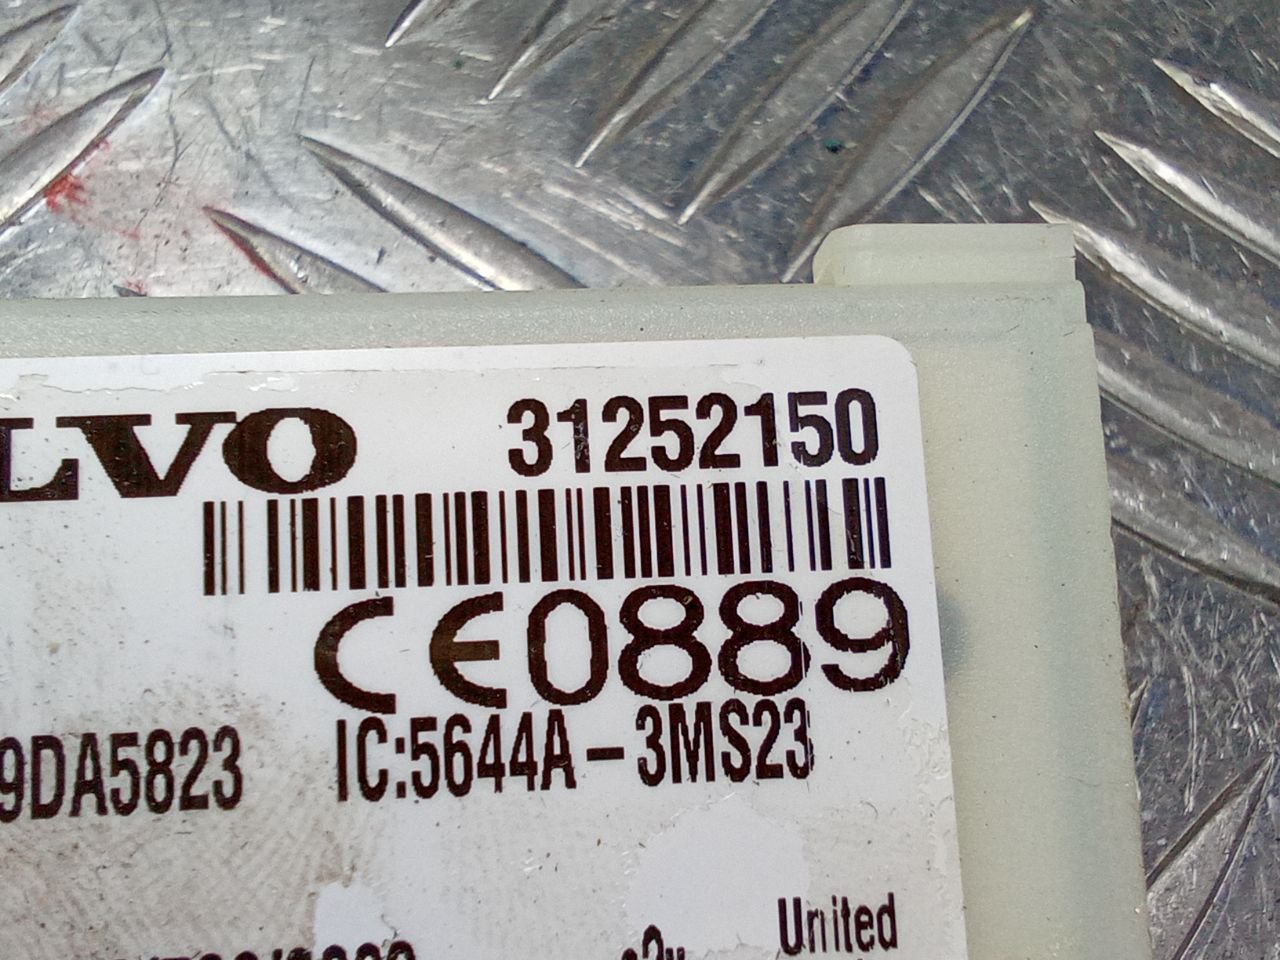 LVO 31252150
CE0889
9DA5823 IC:5644A-3MS23
United